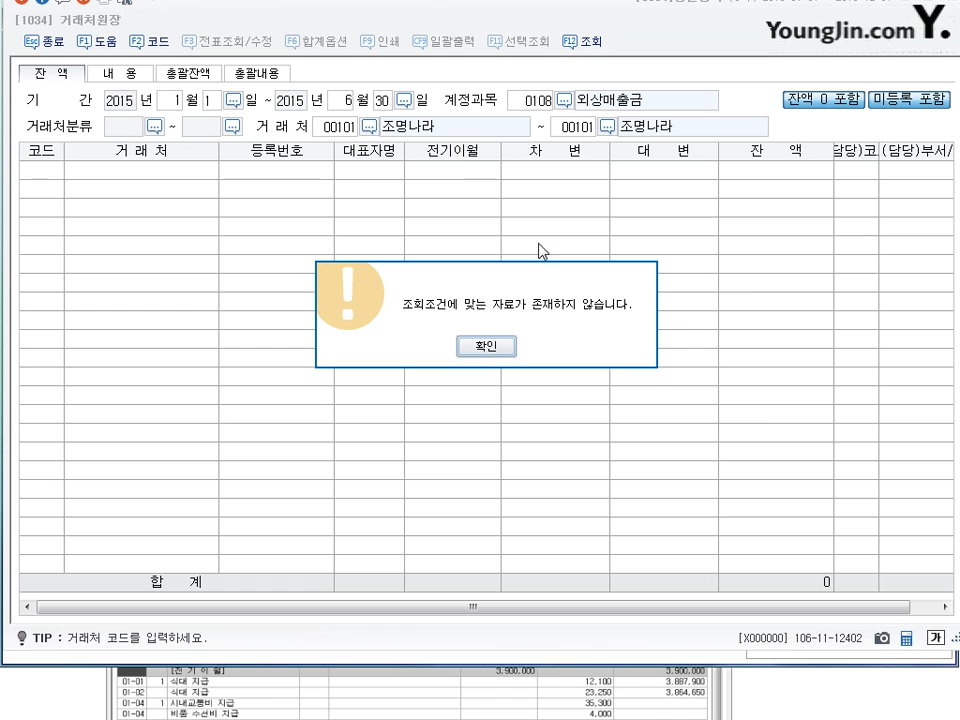 [1034] 거래처원장
YoungJin.com Y.
Esc 종료 F1 도움 F2 코드 F3 전표조회/수정 F6 합계옵션 F9 인쇄 CF9 일괄출력 F11 선택조회 F12 조회
잔 액 내 용 총괄잔액 총괄내용
기 간 2015 년 1 월 1 일 ~ 2015 년 6 월 30 일 계정과목 0108 외상매출금 잔액 0 포함 미등록 포함
거래처분류 ~ 거 래 처 00101 조명나라 ~ 00101 조명나라
코드 거 래 처 등록번호 대표자명 전기이월 차 변 대 변 잔 액 담당)코 (담당)부서/
조회조건에 맞는 자료가 존재하지 않습니다.
확인
합 계 0
TIP : 거래처 코드를 입력하세요. [X000000] 106-11-12402 가
[전 기 이 월] 3,900,000 3,900,000
01-01 1 식대 지급 12,100 3,887,900
01-02 식대 지급 23,250 3,864,650
01-04 1 시내교통비 지급 35,300
01-04 비품 수선비 지급 4,000